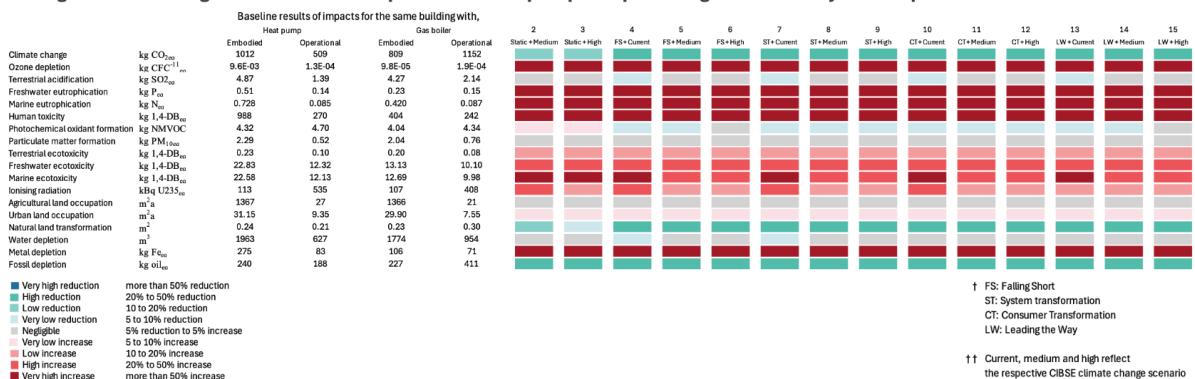 Baseline results of impacts for the same building with,
Heat pump Gas boiler
Embodied Operational Embodied Operational
2 3 4 5 6 7 8 9 10 11 12 13 14 15
Static+Medium Static+High FS+Current FS+Medium FS+High ST+Current ST+Medium ST+High CT+Current CT+Medium CT+High LW+Current LW+Medium LW+High
Climate change kg CO2eq 1012 509 809 1152
Ozone depletion kg CFC-11eq 9.6E-03 1.3E-04 9.8E-05 1.9E-04
Terrestrial acidification kg SO2eq 4.87 1.39 4.27 2.14
Freshwater eutrophication kg Peq 0.51 0.14 0.23 0.15
Marine eutrophication kg Neq 0.728 0.085 0.420 0.087
Human toxicity kg 1,4-DBeq 988 270 404 242
Photochemical oxidant formation kg NMVOC 4.32 4.70 4.04 4.34
Particulate matter formation kg PM10eq 2.29 0.52 2.04 0.76
Terrestrial ecotoxicity kg 1,4-DBeq 0.23 0.10 0.20 0.08
Freshwater ecotoxicity kg 1,4-DBeq 22.83 12.32 13.13 10.10
Marine ecotoxicity kg 1,4-DBeq 22.58 12.13 12.69 9.98
Ionising radiation kBq U235eq 113 535 107 408
Agricultural land occupation m²a 1367 27 1366 21
Urban land occupation m²a 31.15 9.35 29.90 7.55
Natural land transformation m² 0.24 0.21 0.23 0.30
Water depletion m³ 1963 627 1774 954
Metal depletion kg Feeq 275 83 106 71
Fossil depletion kg oileq 240 188 227 411
Very high reduction more than 50% reduction
High reduction 20% to 50% reduction
Low reduction 10 to 20% reduction
Very low reduction 5 to 10% reduction
Negligible 5% reduction to 5% increase
Very low increase 5 to 10% increase
Low increase 10 to 20% increase
High increase 20% to 50% increase
Very high increase more than 50% increase
† FS: Falling Short
ST: System transformation
CT: Consumer Transformation
LW: Leading the Way
†† Current, medium and high reflect
the respective CIBSE climate change scenario